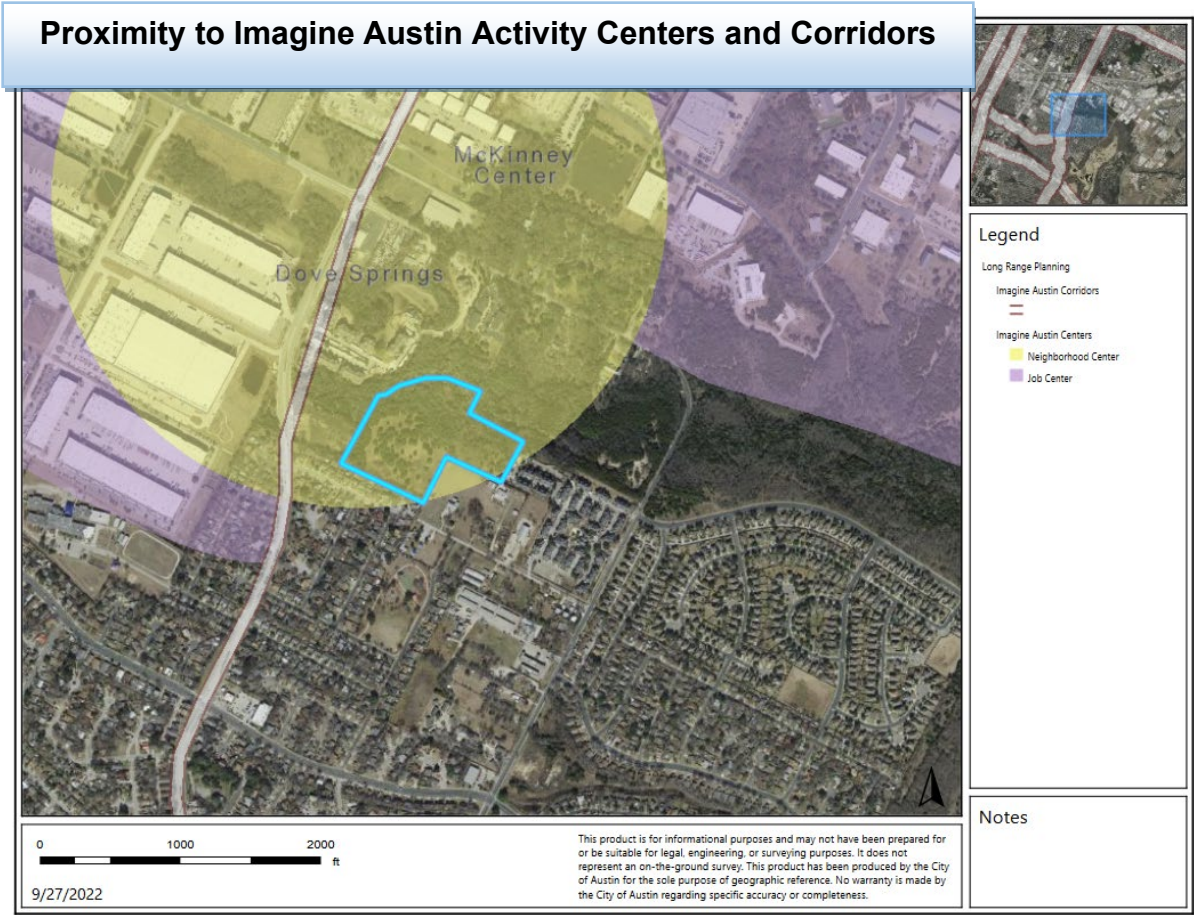 Proximity to Imagine Austin Activity Centers and Corridors
McKinney
Center
Dove Springs
Legend
Long Range Planning
Imagine Austin Corridors
Imagine Austin Centers
Neighborhood Center
Job Center
Notes
0 1000 2000
ft
9/27/2022
This product is for informational purposes and may not have been prepared for
or be suitable for legal, engineering, or surveying purposes. It does not
represent an on-the-ground survey. This product has been produced by the City
of Austin for the sole purpose of geographic reference. No warranty is made by
the City of Austin regarding specific accuracy or completeness.